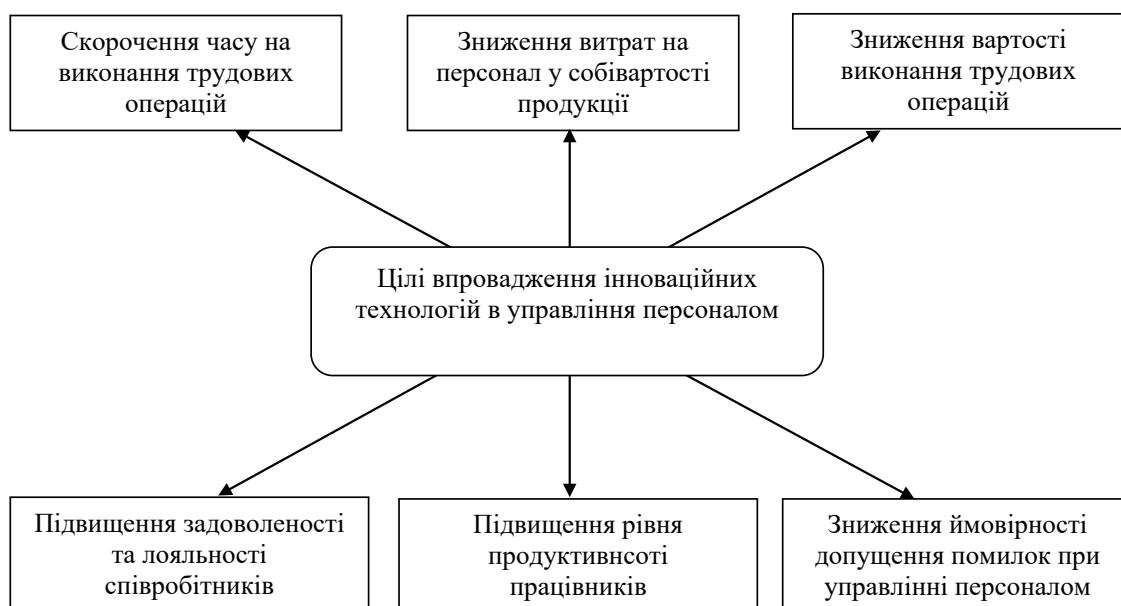 Скорочення часу на
виконання трудових
операцій
Зниження витрат на
персонал у собівартості
продукції
Зниження вартості
виконання трудових
операцій
Цілі впровадження інноваційних
технологій в управління персоналом
Підвищення задоволеності
та лояльності
співробітників
Підвищення рівня
продуктивнсоті
працівників
Зниження ймовірності
допущення помилок при
управлінні персоналом